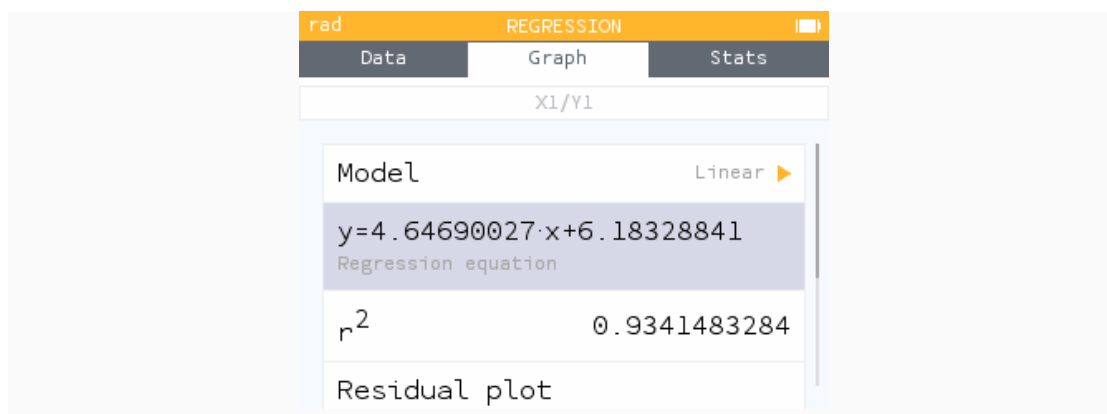 rad REGRESSION
Data Graph Stats
X1/Y1
Model Linear
y=4.64690027·x+6.18328841
Regression equation
r² 0.9341483284
Residual plot